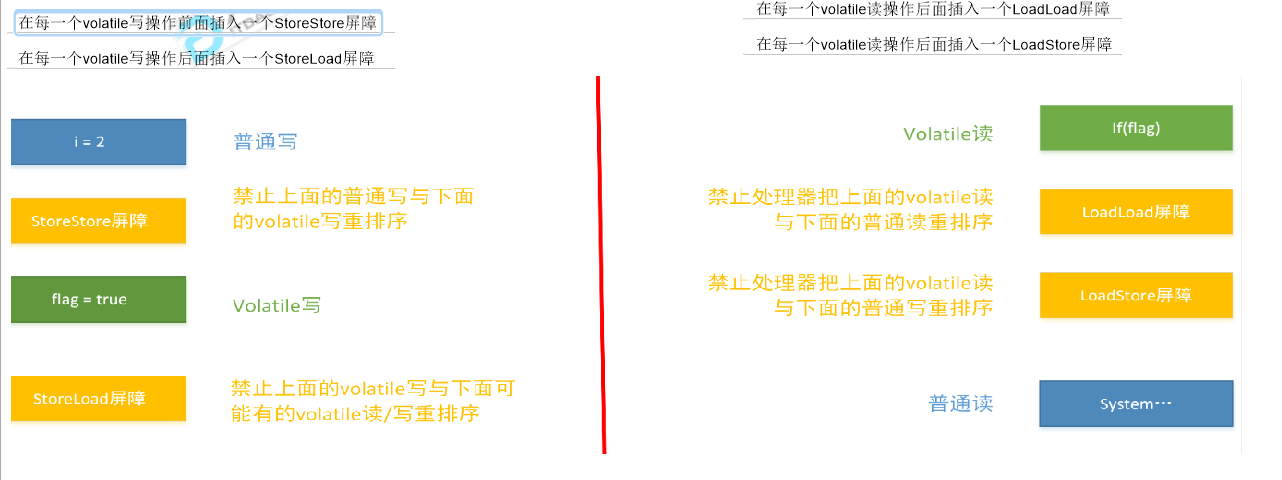 在每一个volatile写操作前面插入一个StoreStore屏障
在每一个volatile写操作后面插入一个StoreLoad屏障
i = 2
普通写
StoreStore屏障
禁止上面的普通写与下面
的volatile写重排序
flag = true
Volatile写
StoreLoad屏障
禁止上面的volatile写与下面可
能有的volatile读/写重排序
在每一个volatile读操作后面插入一个LoadLoad屏障
在每一个volatile读操作后面插入一个LoadStore屏障
Volatile读
If(flag)
禁止处理器把上面的volatile读
与下面的普通读重排序
LoadLoad屏障
禁止处理器把上面的volatile读
与下面的普通写重排序
LoadStore屏障
普通读
System⋯